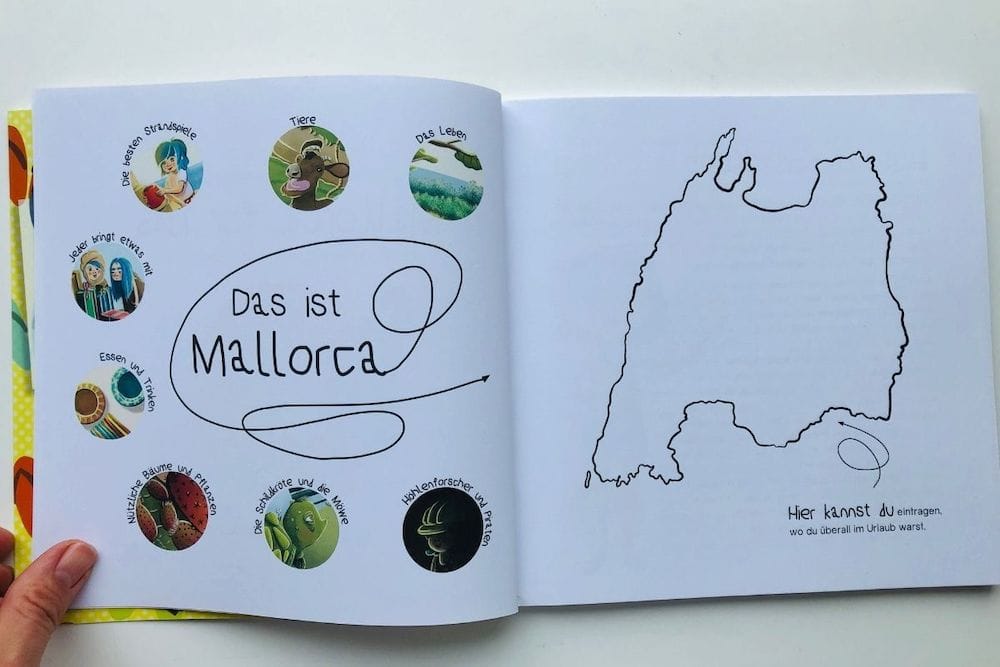 Die besten Strandspiele
Tiere
Das Leben
Jeder bringt etwas mit
Das ist
Mallorca
Essen und Trinken
Nützliche Bäume und Pflanzen
Die Schildkröte und die Möwe
Höhlenforscher und Piraten
Hier kannst du eintragen,
wo du überall im Urlaub warst.